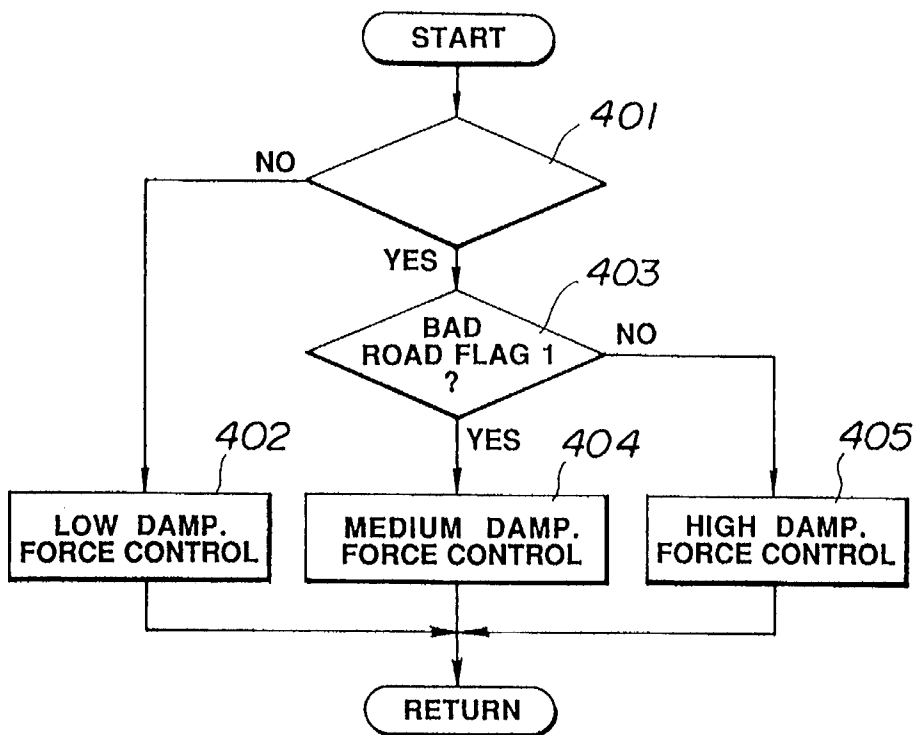 START
401
NO
YES
403
BAD
ROAD FLAG 1
?
NO
YES
402
404
405
LOW DAMP.
FORCE CONTROL
MEDIUM DAMP.
FORCE CONTROL
HIGH DAMP.
FORCE CONTROL
RETURN